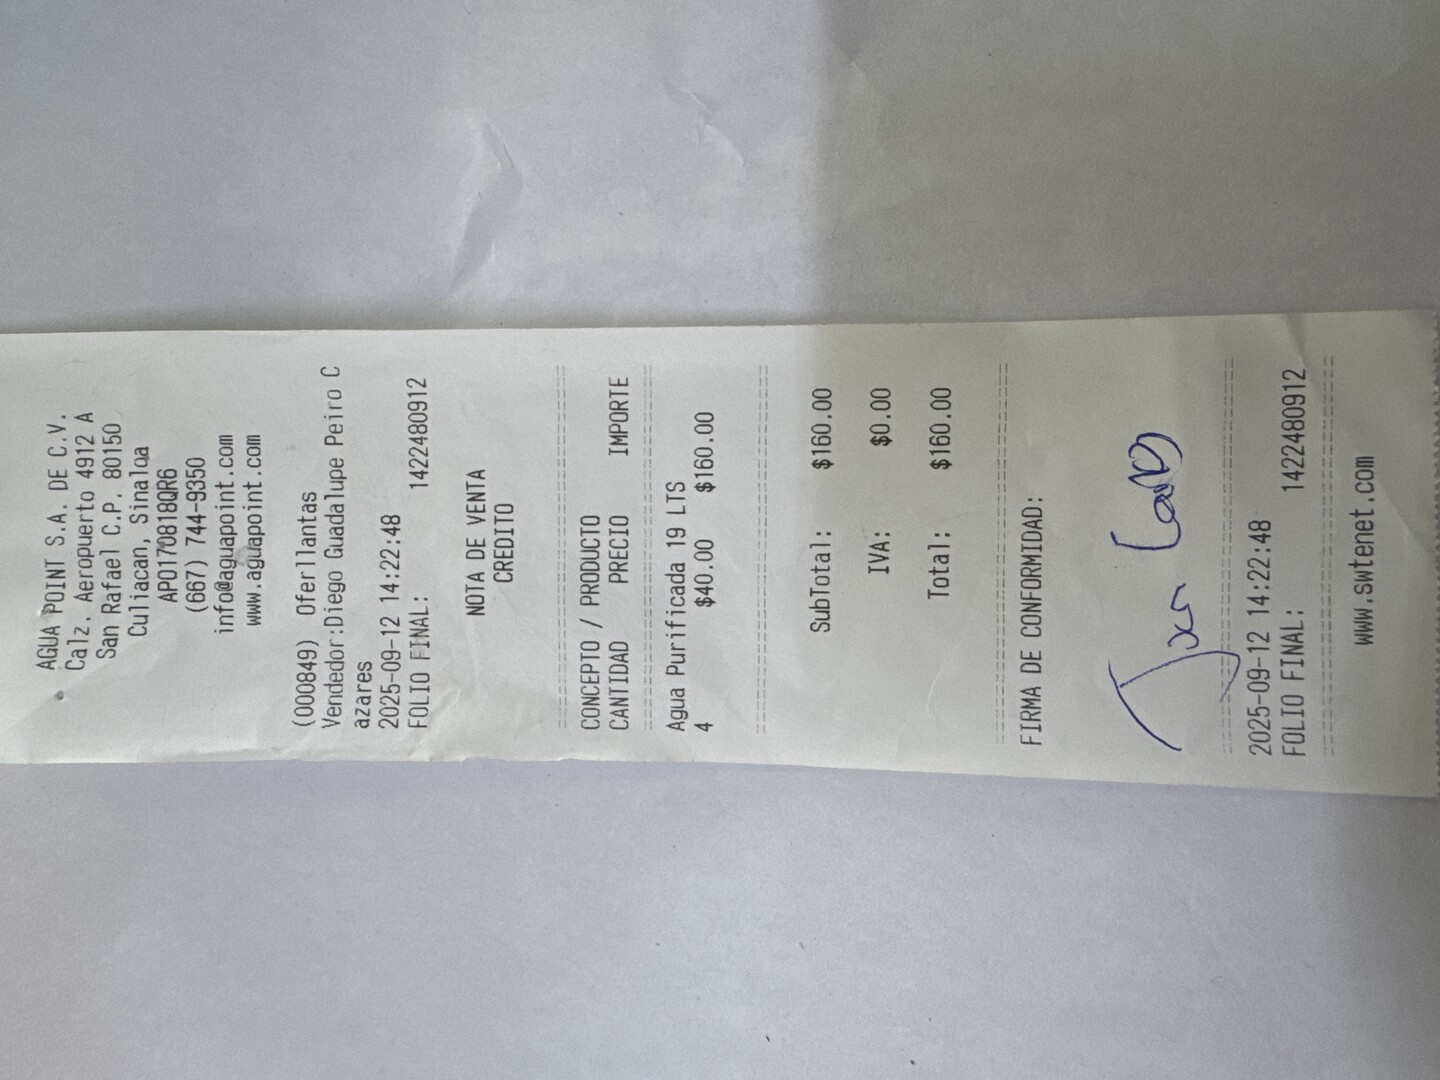 AGUA POINT S.A. DE C.V.
Calz. Aeropuerto 4912 A
San Rafael C.P. 80150
Culiacan, Sinaloa
APO170818QR6
(667) 744-9350
info@aguapoint.com
www.aguapoint.com
(000849) Oferllantas
Vendedor:Diego Guadalupe Peiro C
azares
2025-09-12 14:22:48
FOLIO FINAL: 1422480912
NOTA DE VENTA
CREDITO
CONCEPTO / PRODUCTO
CANTIDAD PRECIO IMPORTE
Agua Purificada 19 LTS
4 $40.00 $160.00
SubTotal: $160.00
IVA: $0.00
Total: $160.00
FIRMA DE CONFORMIDAD:
Juan Carlos
2025-09-12 14:22:48
FOLIO FINAL: 1422480912
www.swtenet.com